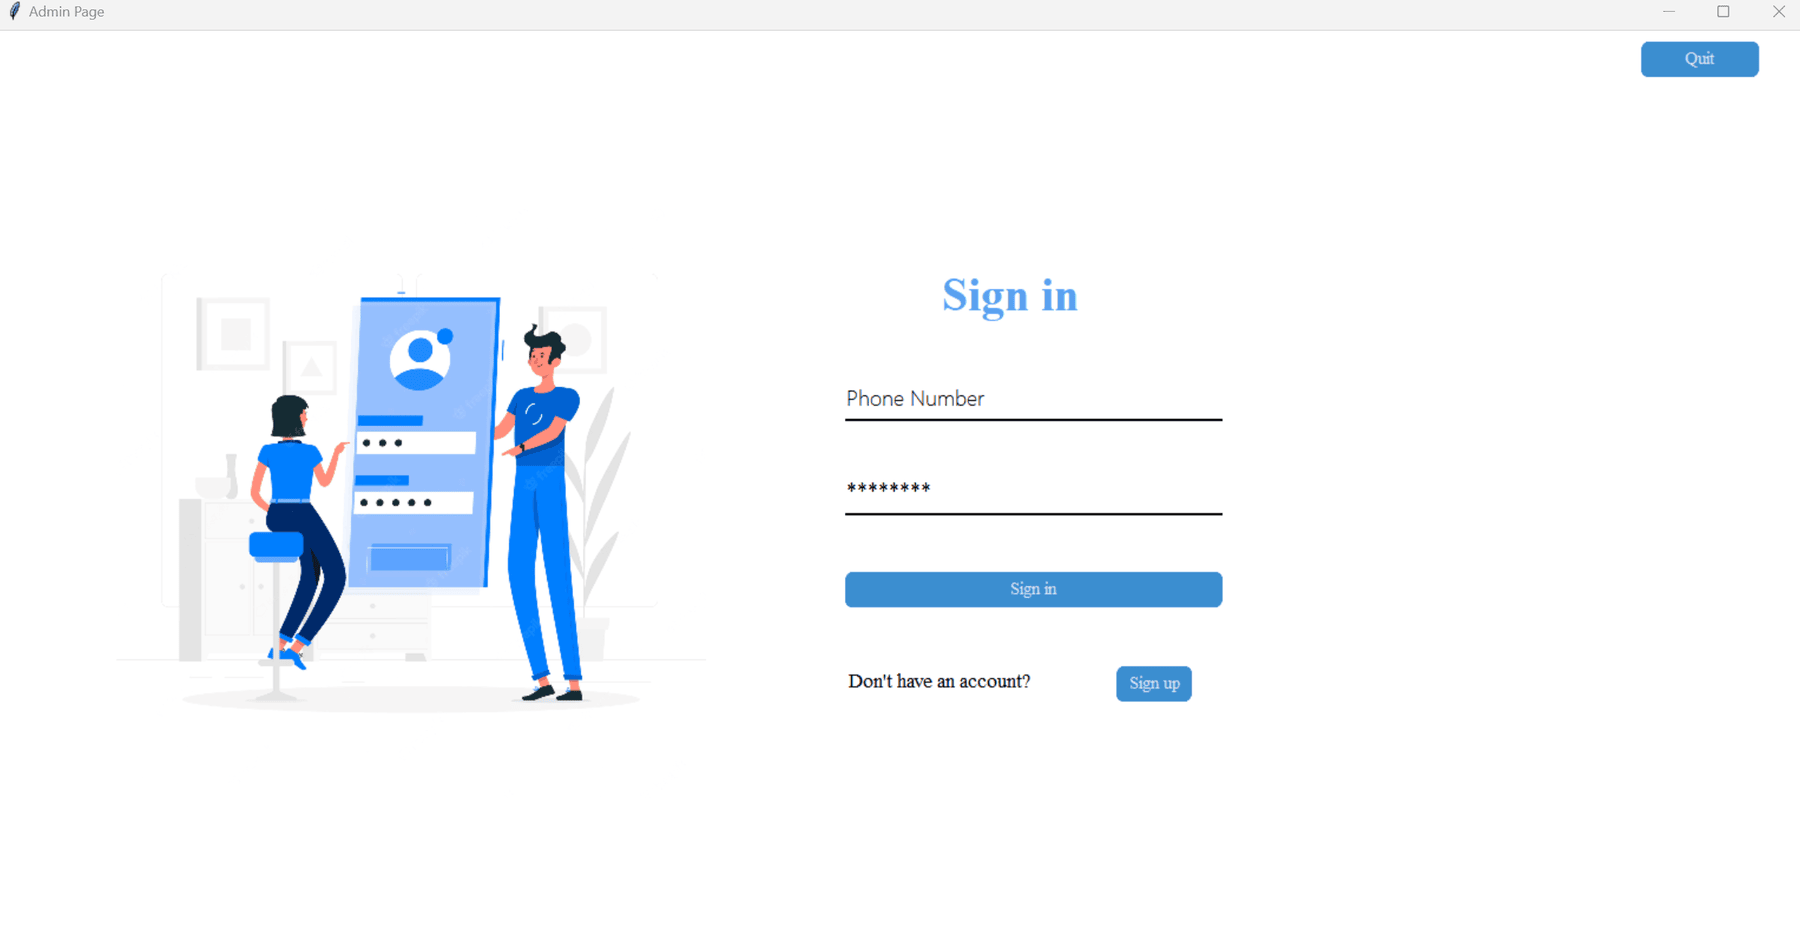 Admin Page
Quit
Sign in
Phone Number
********
Sign in
Don't have an account?
Sign up